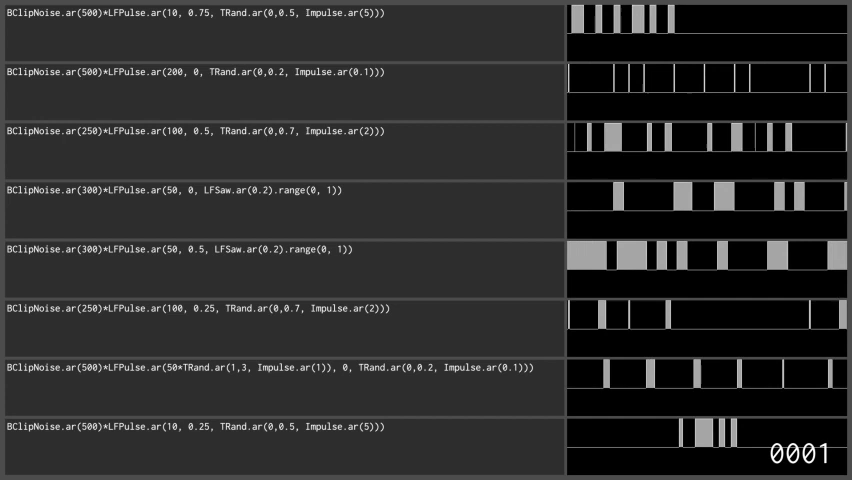 BClipNoise.ar(500)*LFPulse.ar(10, 0.75, TRand.ar(0,0.5, Impulse.ar(5)))
BClipNoise.ar(500)*LFPulse.ar(200, 0, TRand.ar(0,0.2, Impulse.ar(0.1)))
BClipNoise.ar(250)*LFPulse.ar(100, 0.5, TRand.ar(0,0.7, Impulse.ar(2)))
BClipNoise.ar(300)*LFPulse.ar(50, 0, LFSaw.ar(0.2).range(0, 1))
BClipNoise.ar(300)*LFPulse.ar(50, 0.5, LFSaw.ar(0.2).range(0, 1))
BClipNoise.ar(250)*LFPulse.ar(100, 0.25, TRand.ar(0,0.7, Impulse.ar(2)))
BClipNoise.ar(500)*LFPulse.ar(50*TRand.ar(1,3, Impulse.ar(1)), 0, TRand.ar(0,0.2, Impulse.ar(0.1)))
BClipNoise.ar(500)*LFPulse.ar(10, 0.25, TRand.ar(0,0.5, Impulse.ar(5)))
0001